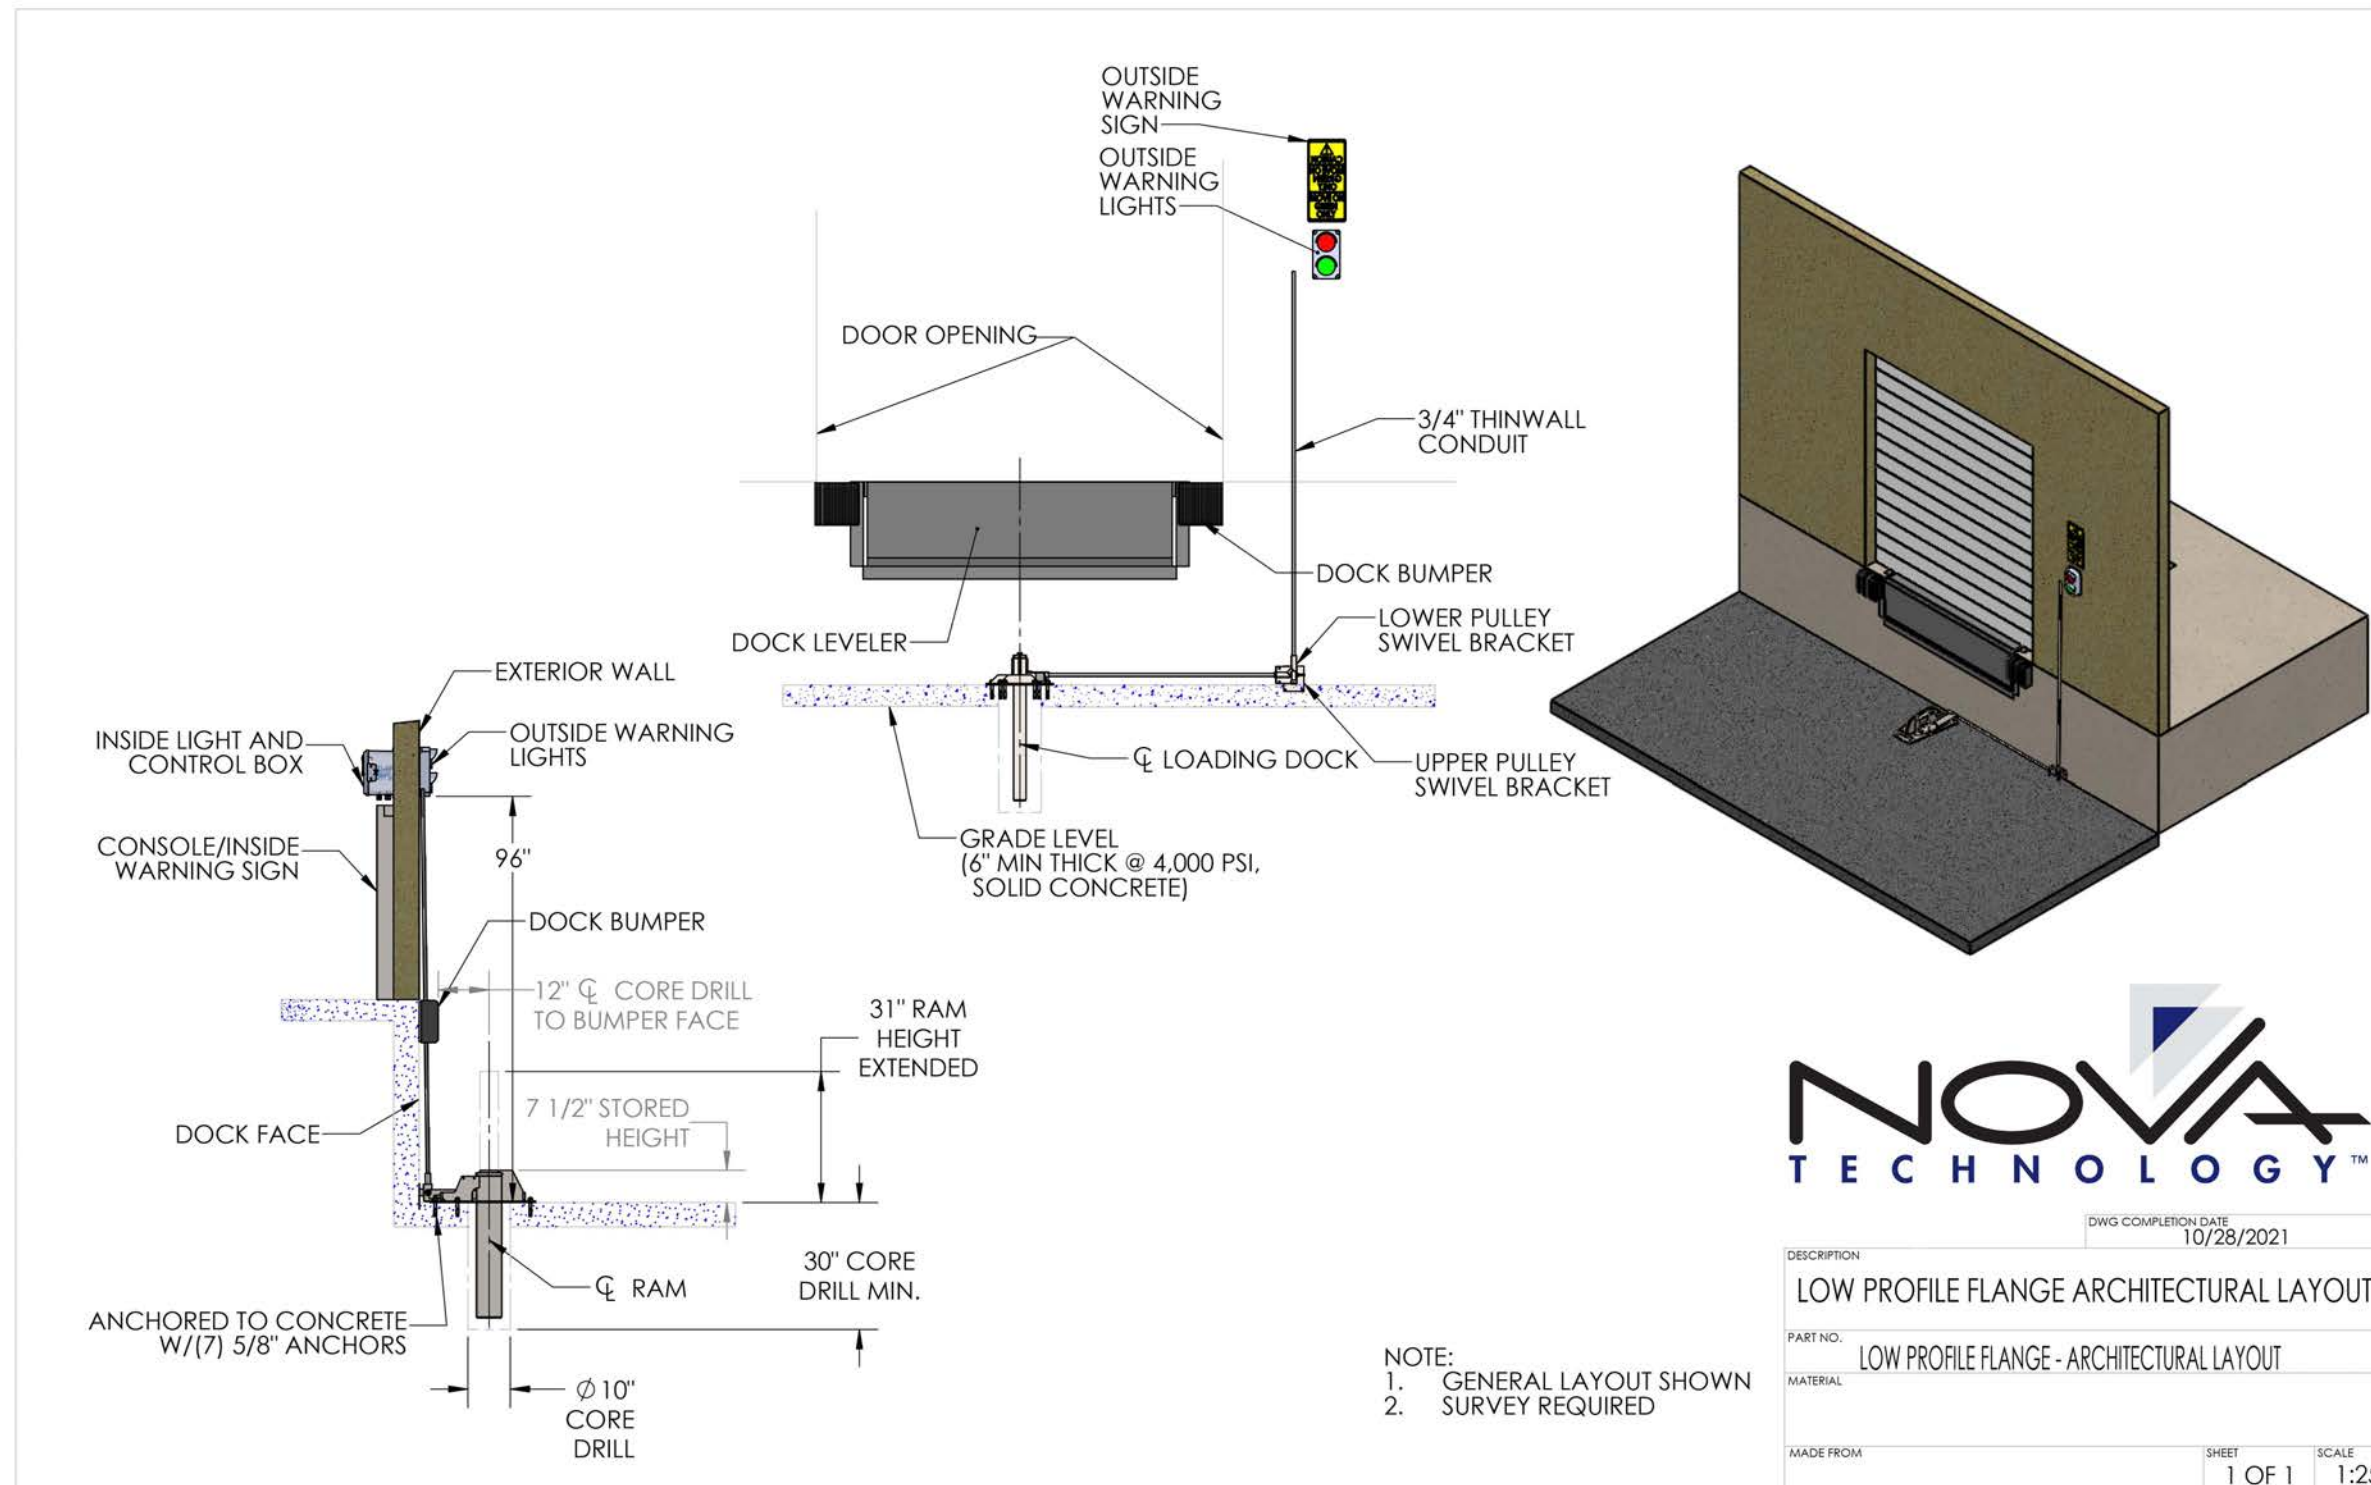 OUTSIDE
WARNING
SIGN
OUTSIDE
WARNING
LIGHTS
DOOR OPENING
3/4" THINWALL
CONDUIT
DOCK BUMPER
LOWER PULLEY
SWIVEL BRACKET
DOCK LEVELER
℄ LOADING DOCK
UPPER PULLEY
SWIVEL BRACKET
GRADE LEVEL
(6" MIN THICK @ 4,000 PSI,
SOLID CONCRETE)
EXTERIOR WALL
INSIDE LIGHT AND
CONTROL BOX
OUTSIDE WARNING
LIGHTS
CONSOLE/INSIDE
WARNING SIGN
96"
DOCK BUMPER
12" ℄ CORE DRILL
TO BUMPER FACE
31" RAM
HEIGHT
EXTENDED
7 1/2" STORED
HEIGHT
DOCK FACE
℄ RAM
30" CORE
DRILL MIN.
ANCHORED TO CONCRETE
W/(7) 5/8" ANCHORS
∅10"
CORE
DRILL
NOTE:
1. GENERAL LAYOUT SHOWN
2. SURVEY REQUIRED
NOVA
TECHNOLOGY™
DWG COMPLETION DATE
10/28/2021
DESCRIPTION
LOW PROFILE FLANGE ARCHITECTURAL LAYOUT
PART NO.
LOW PROFILE FLANGE - ARCHITECTURAL LAYOUT
MATERIAL
MADE FROM
SHEET
1 OF 1
SCALE